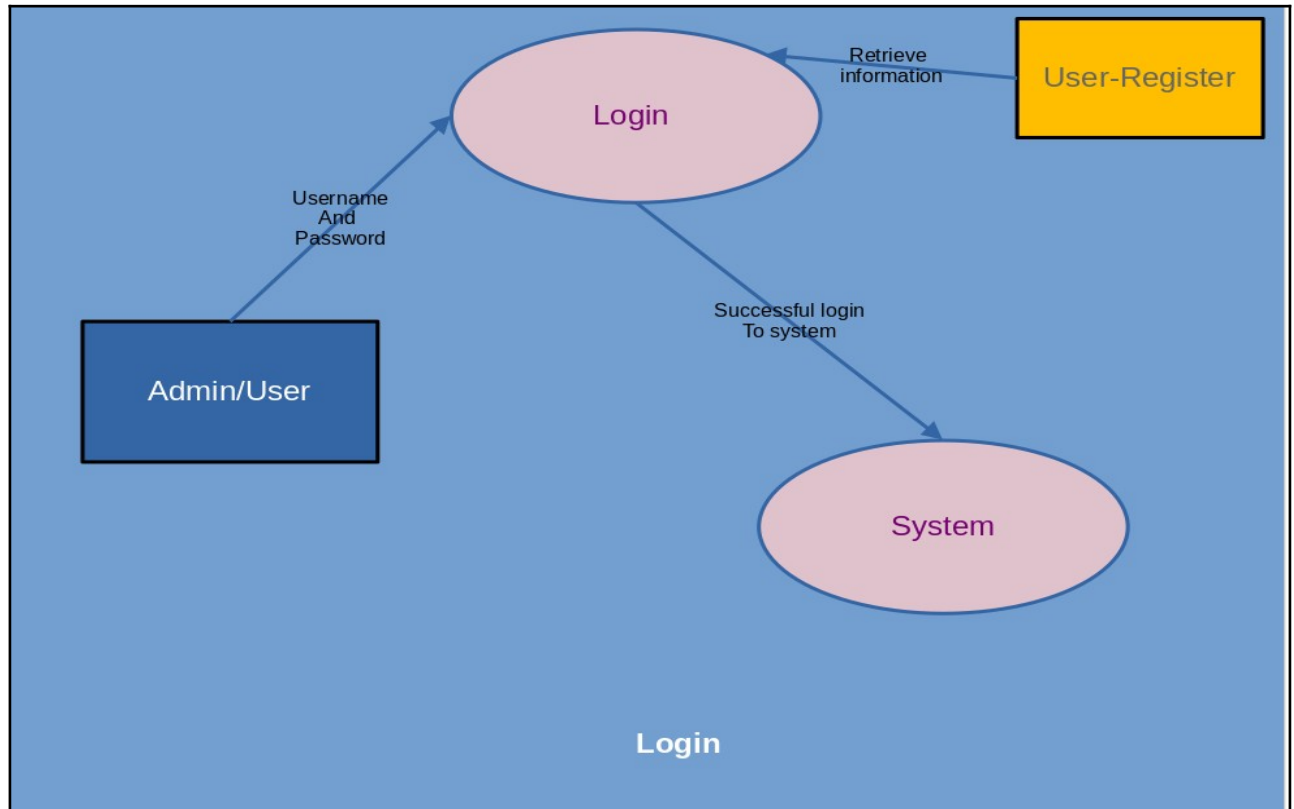 Retrieve
information
User-Register
Login
Username
And
Password
Successful login
To system
Admin/User
System
Login